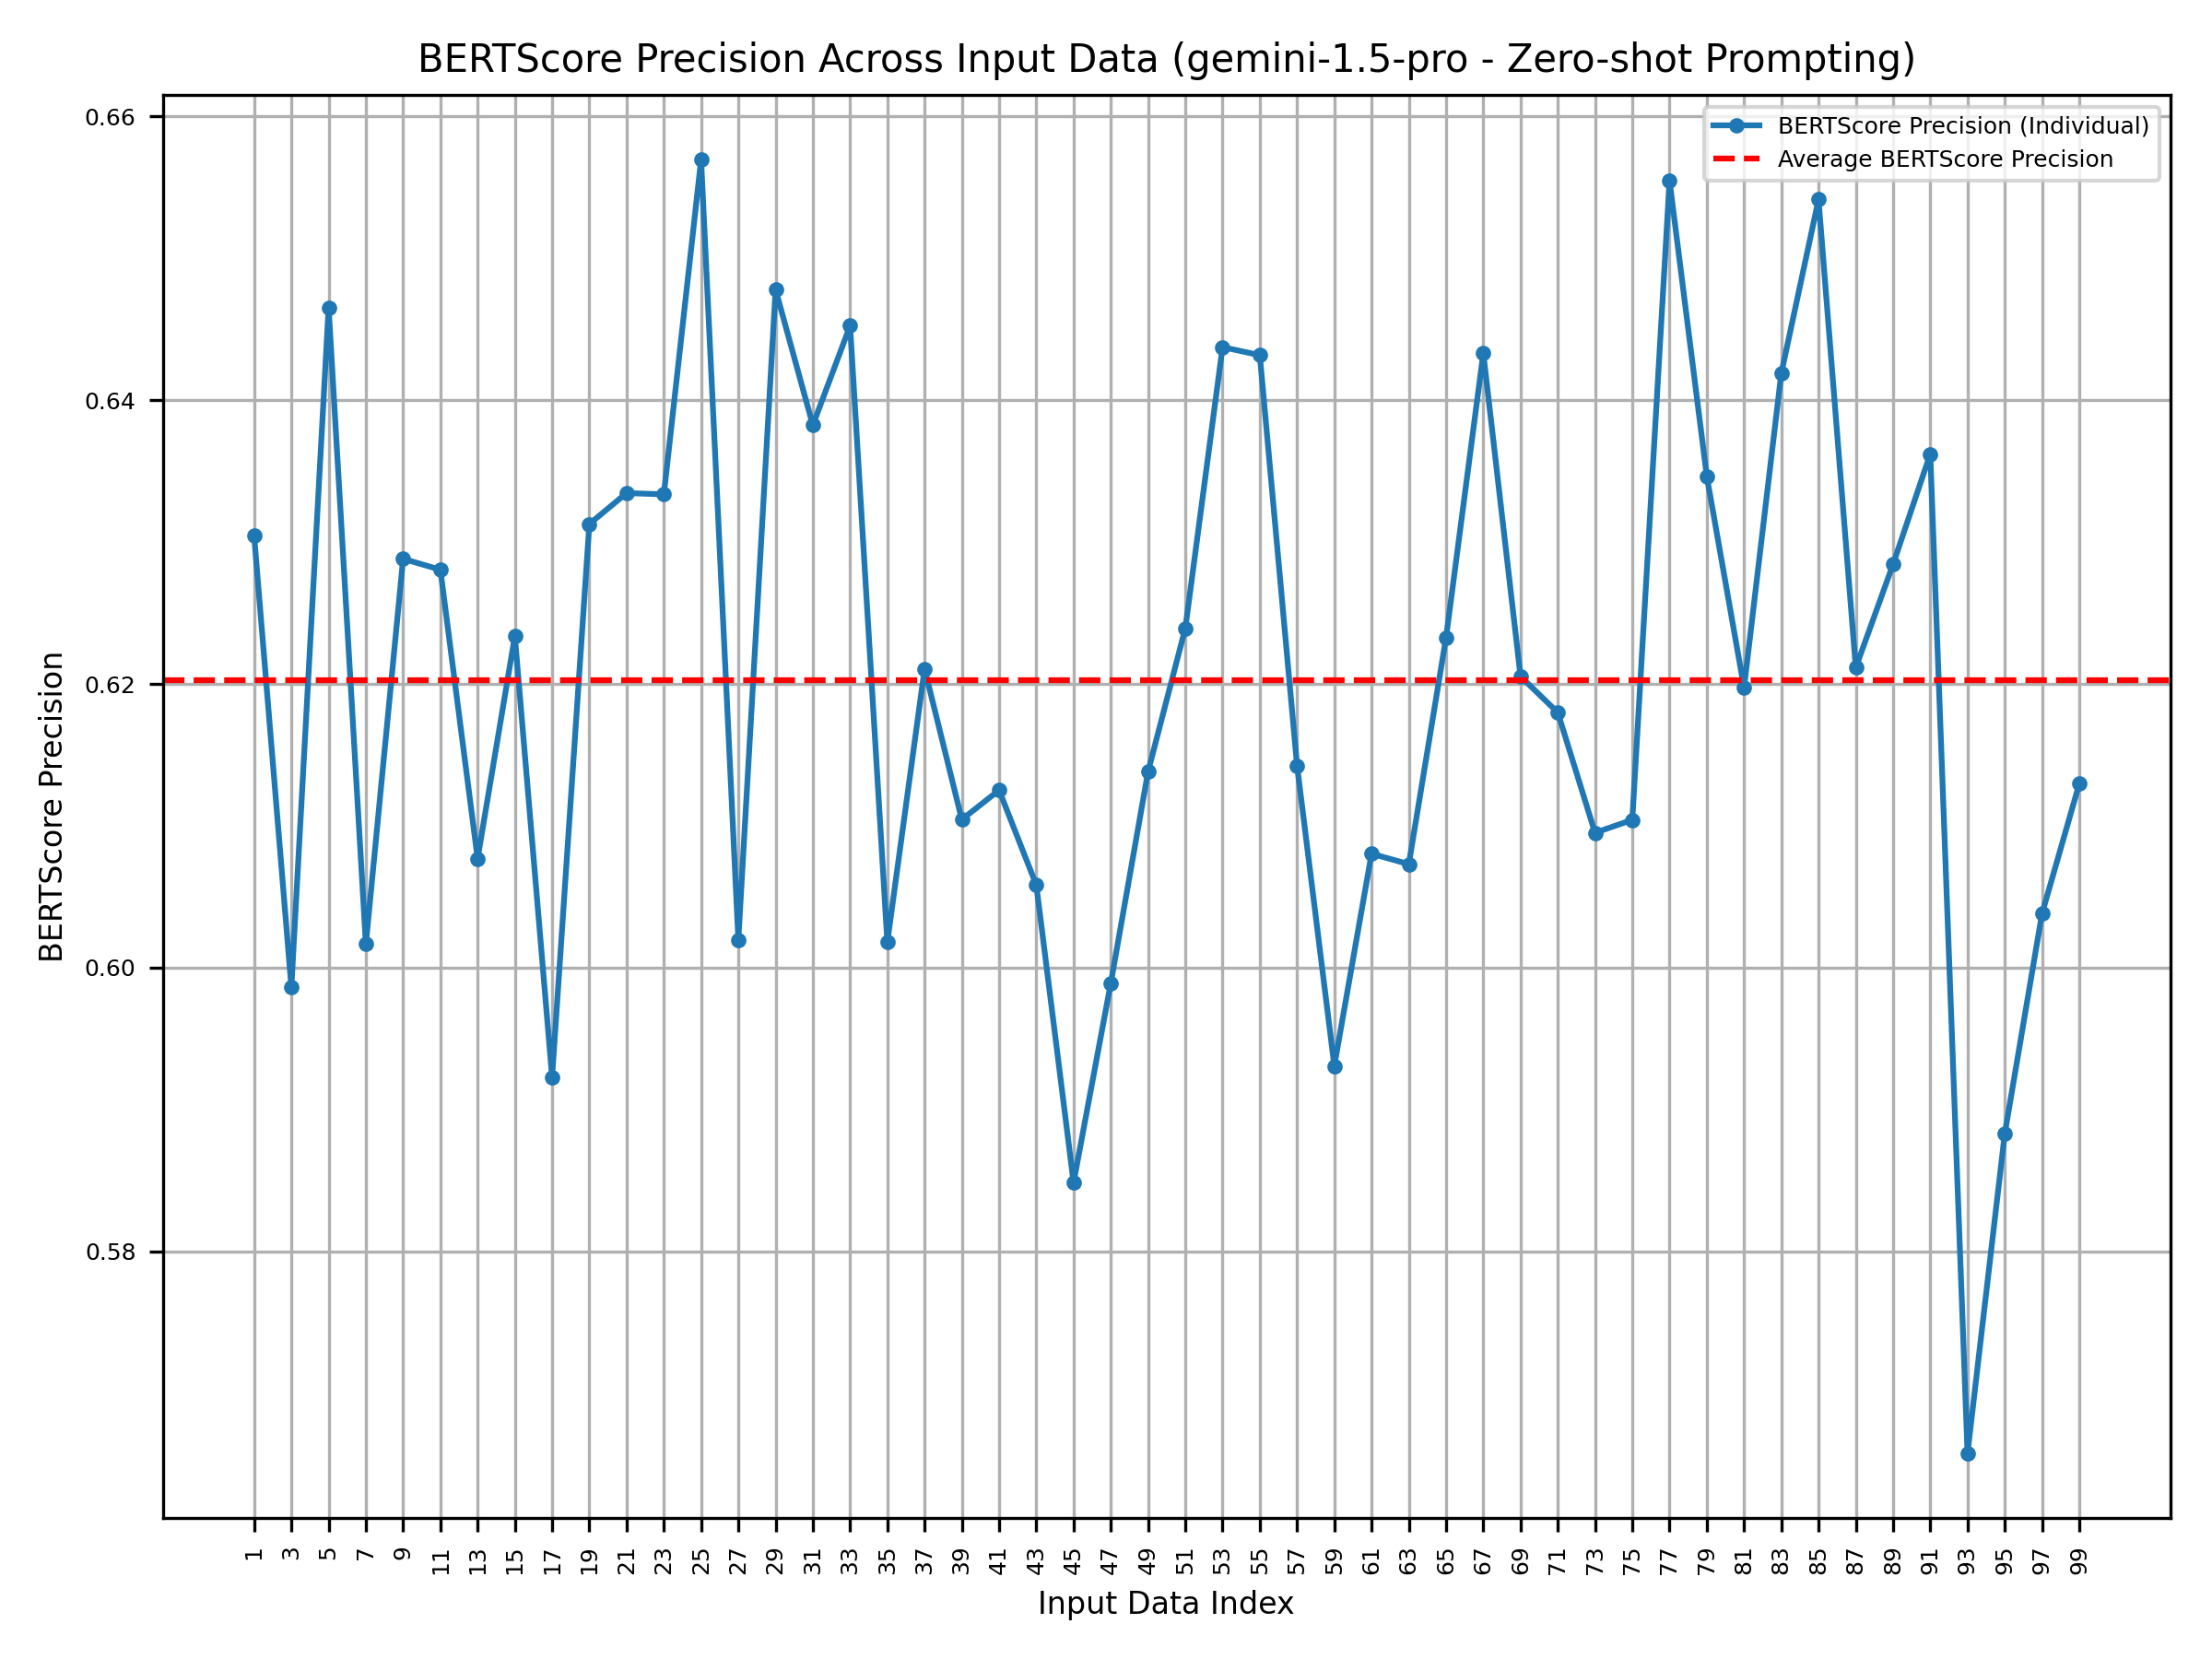 BERTScore Precision Across Input Data (gemini-1.5-pro - Zero-shot Prompting)
BERTScore Precision (Individual)
Average BERTScore Precision
BERTScore Precision
0.66
0.64
0.62
0.60
0.58
1 3 5 7 9 11 13 15 17 19 21 23 25 27 29 31 33 35 37 39 41 43 45 47 49 51 53 55 57 59 61 63 65 67 69 71 73 75 77 79 81 83 85 87 89 91 93 95 97 99
Input Data Index